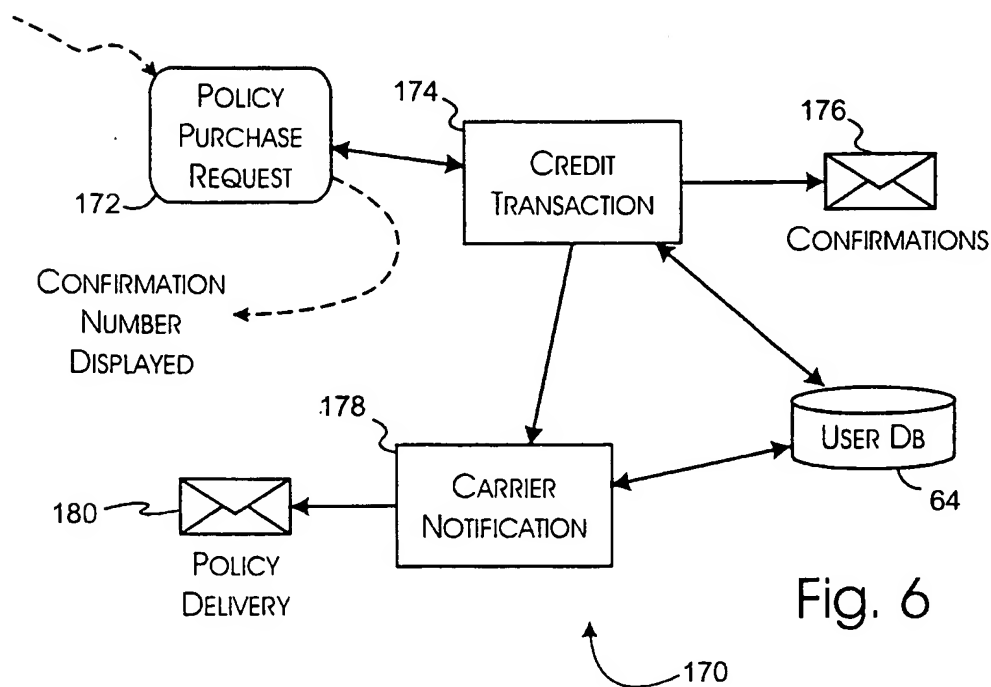 POLICY
PURCHASE
REQUEST
172
174
CREDIT
TRANSACTION
176
CONFIRMATIONS
CONFIRMATION
NUMBER
DISPLAYED
178
CARRIER
NOTIFICATION
USER DB
64
180
POLICY
DELIVERY
Fig. 6
170